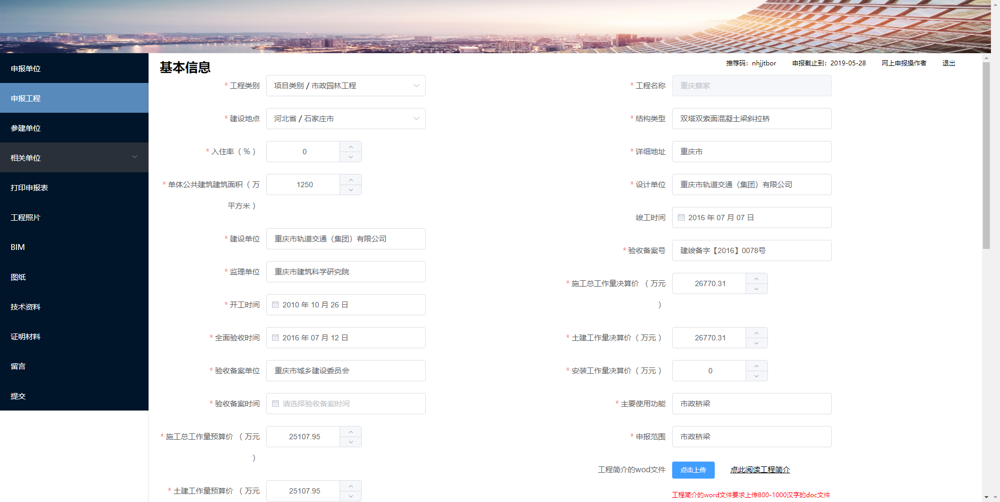 推荐码：nhjjtbor 申报截止到：2019-05-28 网上申报操作者 退出
申报单位
申报工程
参建单位
相关单位
打印申报表
工程照片
BIM
图纸
技术资料
证明材料
留言
提交
基本信息
* 工程类别 项目类别 / 市政园林工程
* 建设地点 河北省 / 石家庄市
* 入住率（%） 0
* 单体公共建筑建筑面积（万
平方米） 1250
* 建设单位 重庆市轨道交通（集团）有限公司
* 监理单位 重庆市建筑科学研究院
* 开工时间 2010 年 10 月 26 日
* 全面验收时间 2016 年 07 月 12 日
* 验收备案单位 重庆市城乡建设委员会
* 验收备案时间 请选择验收备案时间
* 施工总工作量预算价 （万元
） 25107.95
* 土建工作量预算价 （万元 25107.95
* 工程名称 重庆蔡家
* 结构类型 双塔双索面混凝土梁斜拉桥
* 详细地址 重庆市
* 设计单位 重庆市轨道交通（集团）有限公司
竣工时间 2016 年 07 月 07 日
* 验收备案号 建竣备字【2016】0078号
* 施工总工作量决算价 （万元
） 26770.31
* 土建工作量决算价（万元） 26770.31
* 安装工作量决算价（万元） 0
* 主要使用功能 市政桥梁
* 申报范围 市政桥梁
工程简介的wod文件 点击上传 点此阅读工程简介
工程简介的word文件要求上传800-1000汉字的doc文件